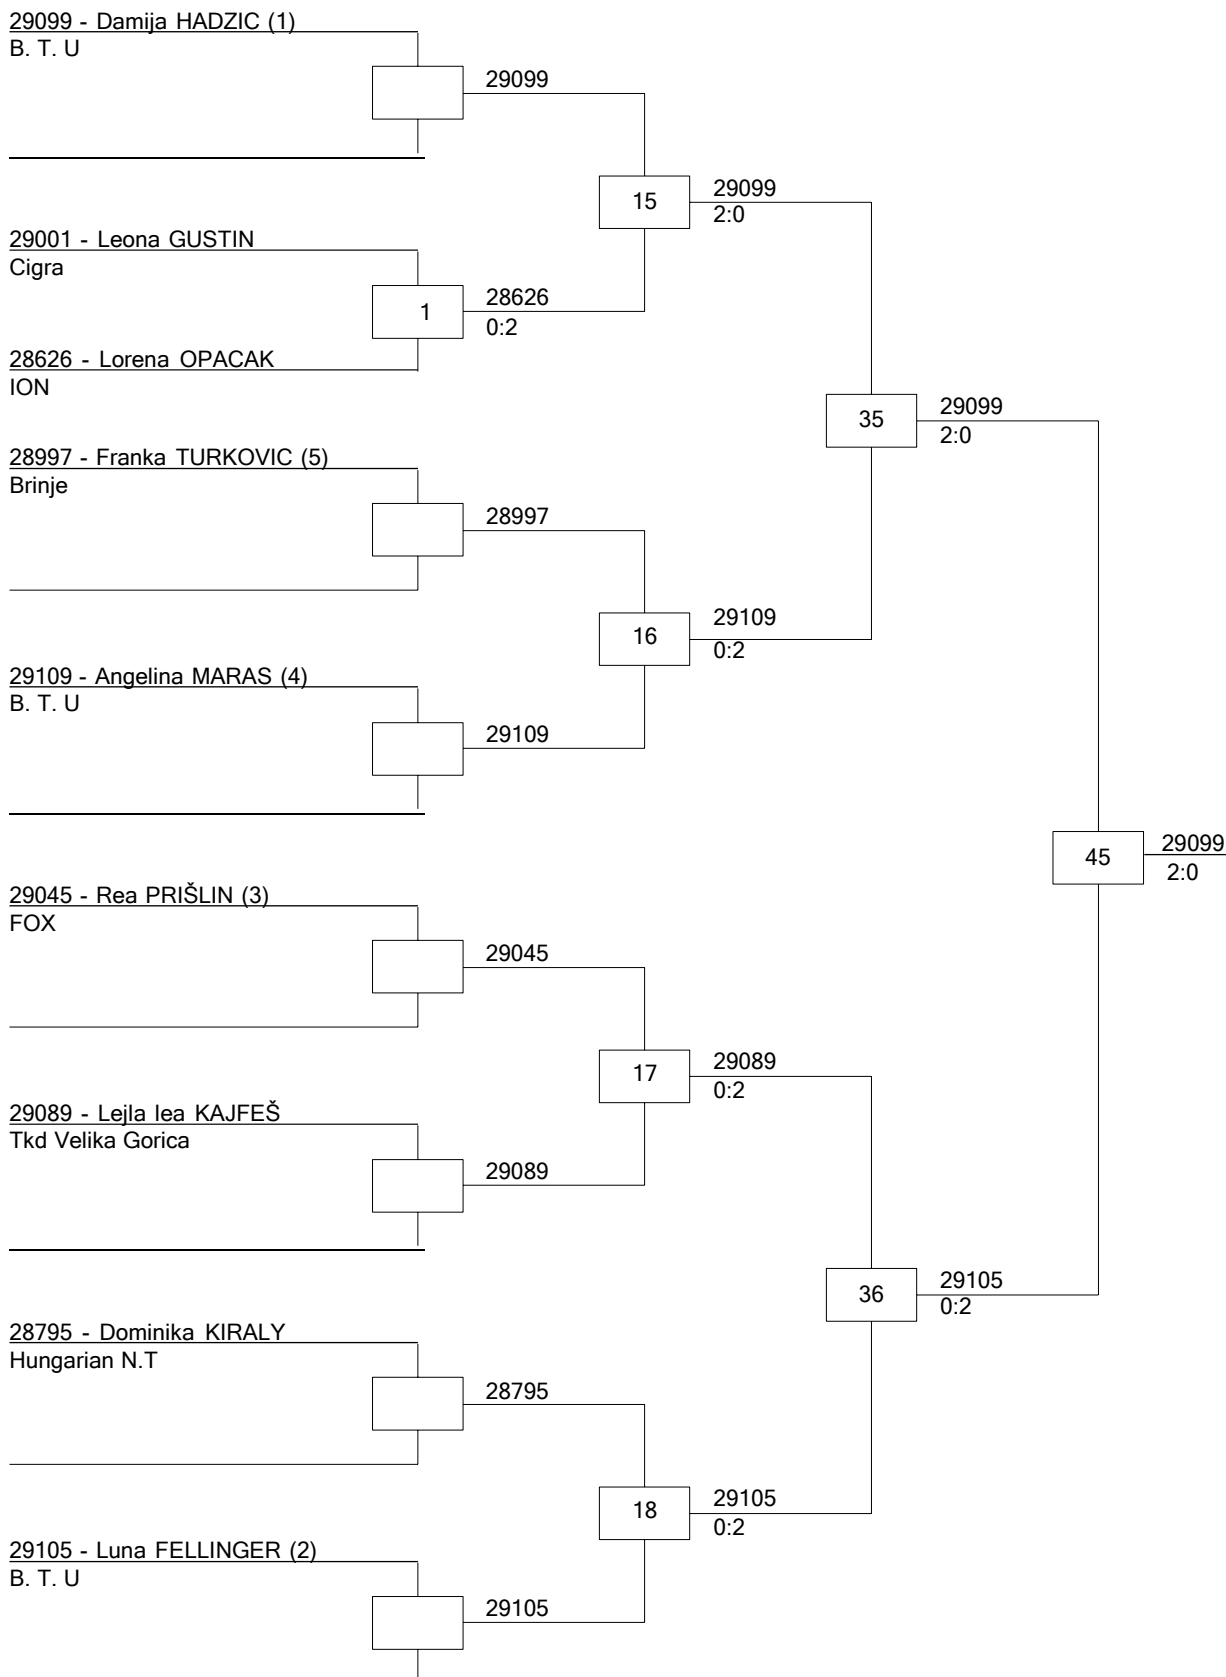 29099 - Damija HADZIC (1)
B. T. U
29099
15
29099
2:0
29001 - Leona GUSTIN
Cigra
1
28626
0:2
28626 - Lorena OPACAK
ION
35
29099
2:0
28997 - Franka TURKOVIC (5)
Brinje
28997
16
29109
0:2
29109 - Angelina MARAS (4)
B. T. U
29109
45
29099
2:0
29045 - Rea PRIŠLIN (3)
FOX
29045
17
29089
0:2
29089 - Lejla lea KAJFEŠ
Tkd Velika Gorica
29089
36
29105
0:2
28795 - Dominika KIRALY
Hungarian N.T
28795
18
29105
0:2
29105 - Luna FELLINGER (2)
B. T. U
29105